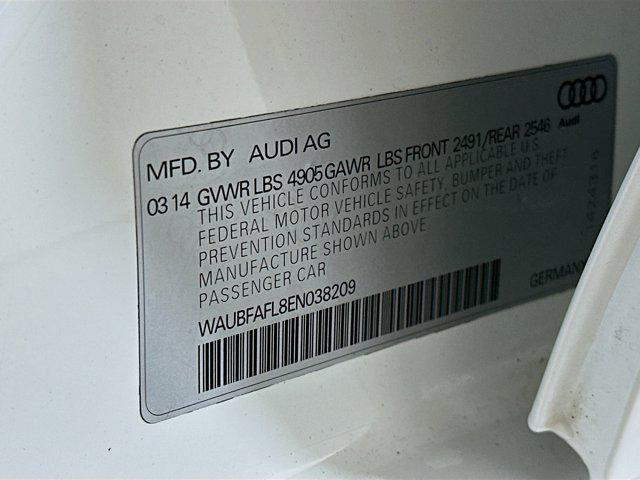 MFD. BY AUDI AG
Audi
03 14 GVWR LBS 4905 GAWR LBS FRONT 2491/REAR 2546
THIS VEHICLE CONFORMS TO ALL APPLICABLE U.S.
FEDERAL MOTOR VEHICLE SAFETY, BUMPER AND THEFT
PREVENTION STANDARDS IN EFFECT ON THE DATE OF
MANUFACTURE SHOWN ABOVE
PASSENGER CAR
GERMANY
WAUBFAFL8EN038209